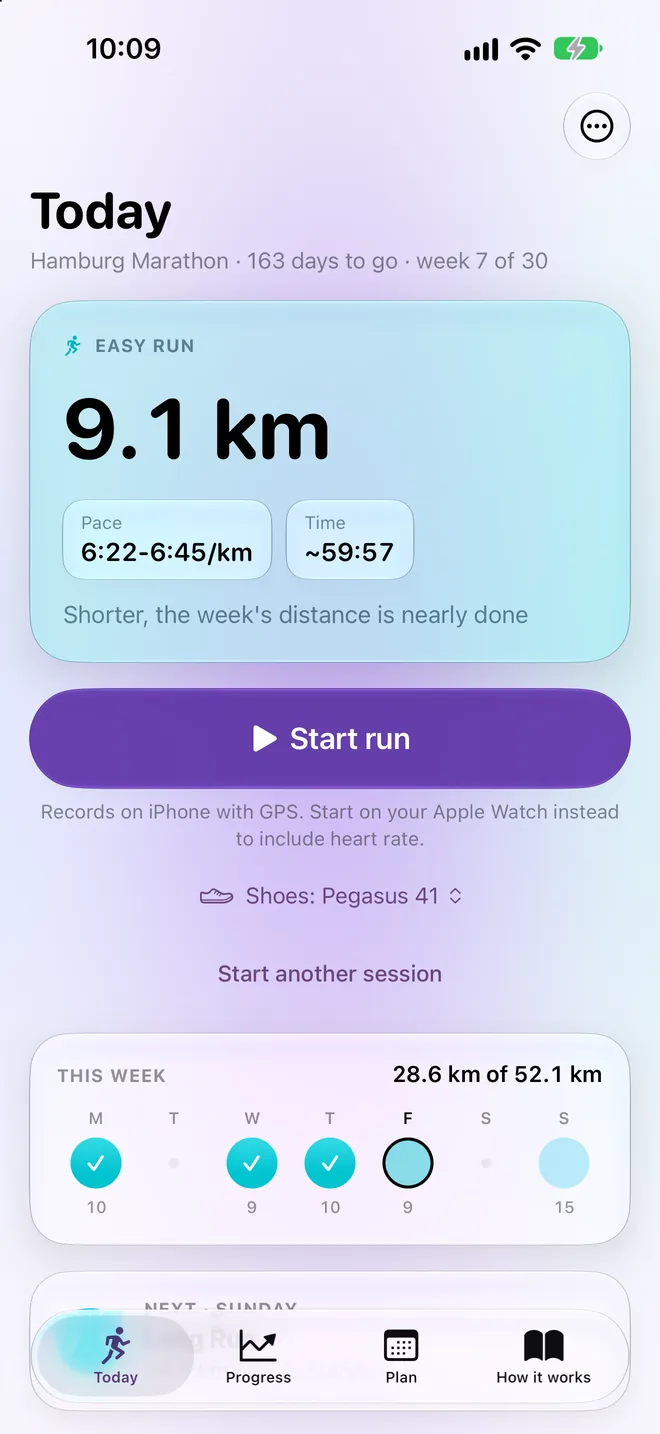 10:09
Today
Hamburg Marathon · 163 days to go · week 7 of 30
EASY RUN
9.1 km
Pace
6:22-6:45/km
Time
~59:57
Shorter, the week's distance is nearly done
Start run
Records on iPhone with GPS. Start on your Apple Watch instead
to include heart rate.
Shoes: Pegasus 41
Start another session
THIS WEEK
28.6 km of 52.1 km
M T W T F S S
10 9 10 9 15
NEXT · SUNDAY
Today
Progress
Plan
How it works